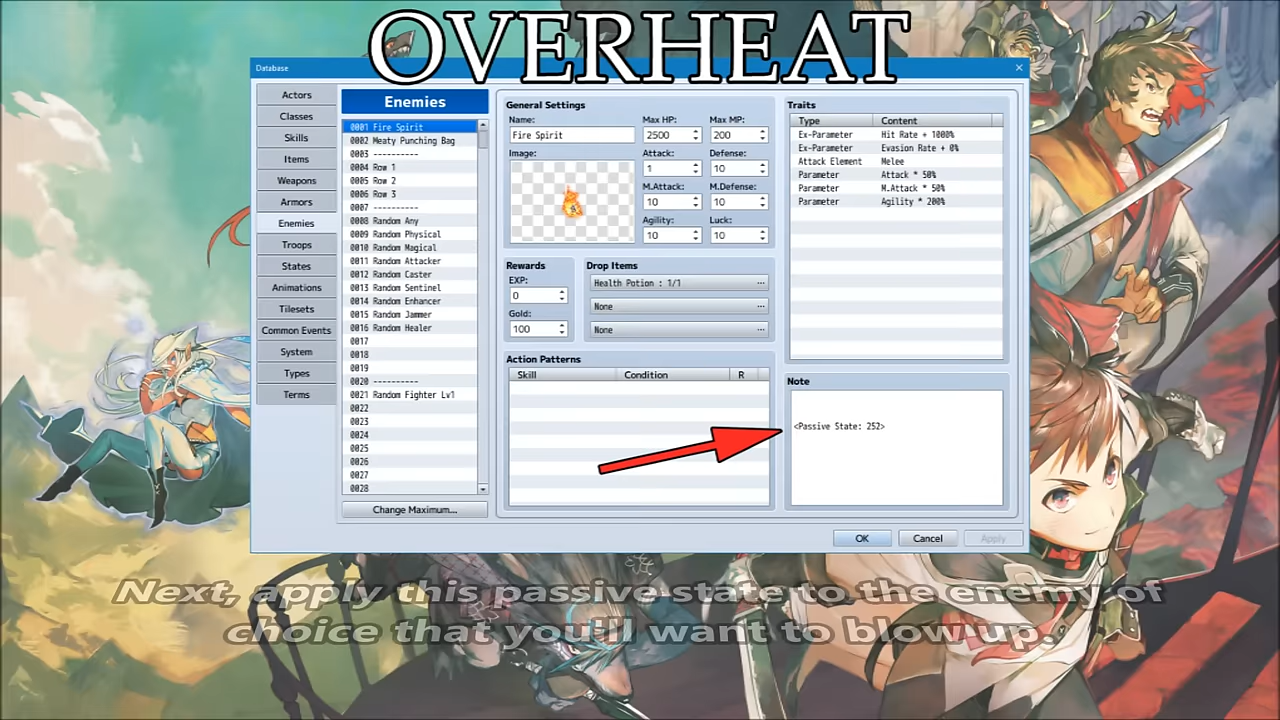 OVERHEAT
Database
Actors
Classes
Skills
Items
Weapons
Armors
Enemies
Troops
States
Animations
Tilesets
Common Events
System
Types
Terms
Enemies
0001 Fire Spirit
0002 Meaty Punching Bag
0003 ----------
0004 Row 1
0005 Row 2
0006 Row 3
0007 ----------
0008 Random Any
0009 Random Physical
0010 Random Magical
0011 Random Attacker
0012 Random Caster
0013 Random Sentinel
0014 Random Enhancer
0015 Random Jammer
0016 Random Healer
0017
0018
0019
0020 ----------
0021 Random Fighter Lv1
0022
0023
0024
0025
0026
0027
0028
Change Maximum...
General Settings
Name: Max HP: Max MP:
Fire Spirit 2500 200
Image: Attack: Defense:
1 10
M.Attack: M.Defense:
10 10
Agility: Luck:
10 10
Rewards
EXP:
0
Gold:
100
Drop Items
Health Potion : 1/1 ...
None ...
None ...
Action Patterns
Skill Condition R
Traits
Type Content
Ex-Parameter Hit Rate + 1000%
Ex-Parameter Evasion Rate + 0%
Attack Element Melee
Parameter Attack * 50%
Parameter M.Attack * 50%
Parameter Agility * 200%
Note
<Passive State: 252>
OK Cancel Apply
Next, apply this passive state to the enemy of
choice that you'll want to blow up.